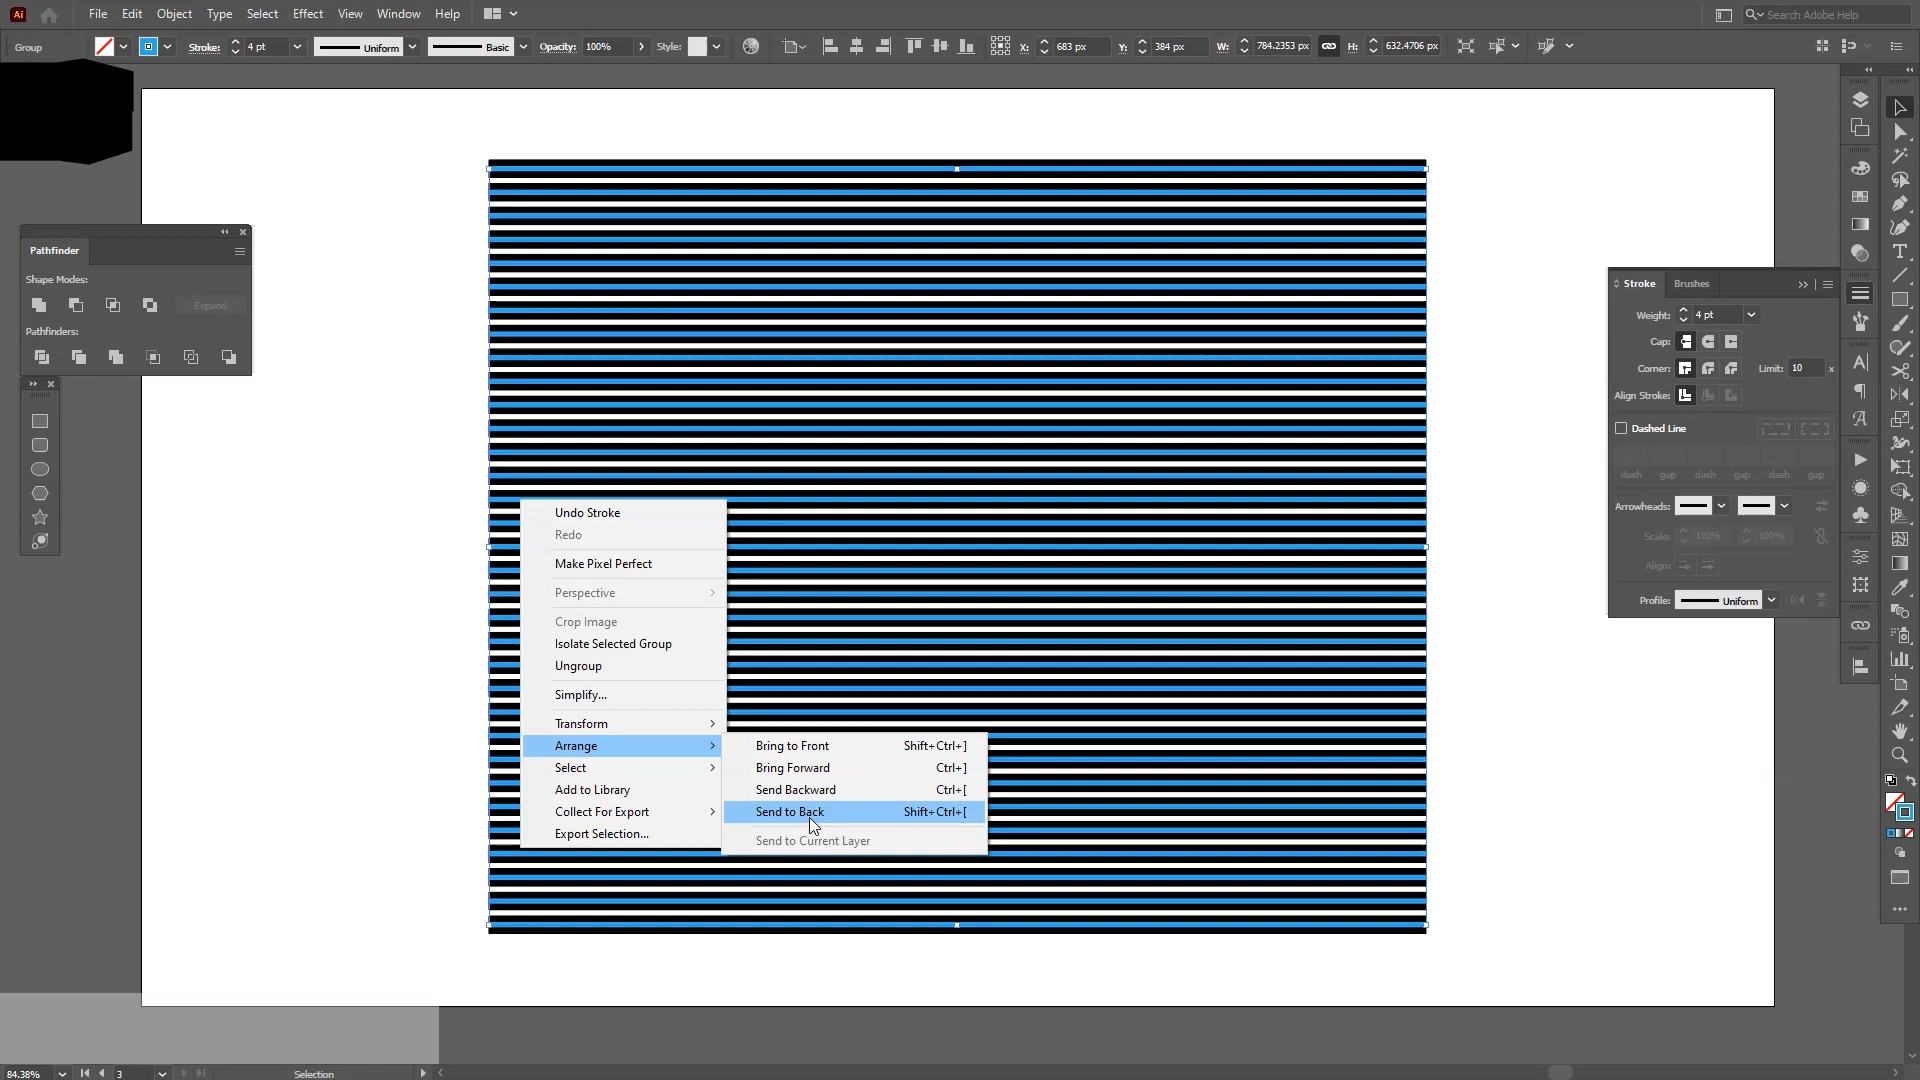 Ai File Edit Object Type Select Effect View Window Help Search Adobe Help
Group Stroke: 4 pt Uniform Basic Opacity: 100% Style: X: 683 px Y: 384 px W: 784.2353 px H: 632.4706 px
Pathfinder
Shape Modes:
Expand
Pathfinders:
Undo Stroke
Redo
Make Pixel Perfect
Perspective
Crop Image
Isolate Selected Group
Ungroup
Simplify...
Transform
Arrange
Select
Add to Library
Collect For Export
Export Selection...
Bring to Front Shift+Ctrl+]
Bring Forward Ctrl+]
Send Backward Ctrl+[
Send to Back Shift+Ctrl+[
Send to Current Layer
Stroke Brushes
Weight: 4 pt
Cap:
Corner: Limit: 10 x
Align Stroke:
Dashed Line
dash gap dash gap dash gap
Arrowheads:
Scale: 100% 100%
Align:
Profile: Uniform
84.38% 3 Selection